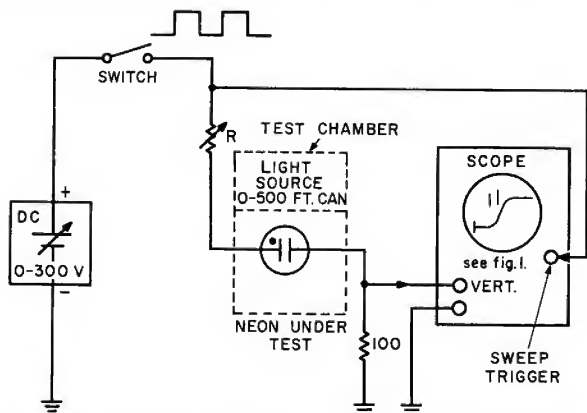 SWITCH
R
TEST CHAMBER
LIGHT
SOURCE
0-500 FT. CAN
NEON UNDER
TEST
100
+
DC
0-300 V
-
SCOPE
see fig. 1.
VERT.
SWEEP
TRIGGER